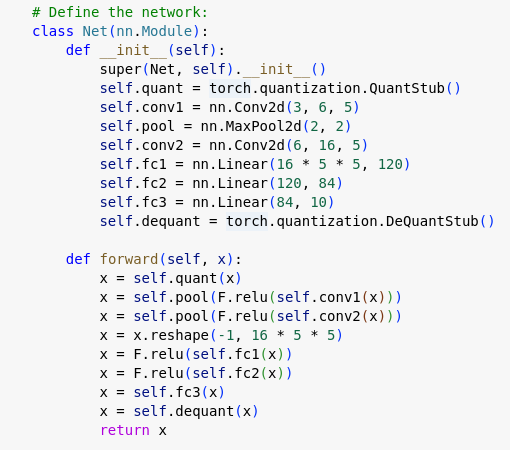 # Define the network:
class Net(nn.Module):
    def __init__(self):
        super(Net, self).__init__()
        self.quant = torch.quantization.QuantStub()
        self.conv1 = nn.Conv2d(3, 6, 5)
        self.pool = nn.MaxPool2d(2, 2)
        self.conv2 = nn.Conv2d(6, 16, 5)
        self.fc1 = nn.Linear(16 * 5 * 5, 120)
        self.fc2 = nn.Linear(120, 84)
        self.fc3 = nn.Linear(84, 10)
        self.dequant = torch.quantization.DeQuantStub()

    def forward(self, x):
        x = self.quant(x)
        x = self.pool(F.relu(self.conv1(x)))
        x = self.pool(F.relu(self.conv2(x)))
        x = x.reshape(-1, 16 * 5 * 5)
        x = F.relu(self.fc1(x))
        x = F.relu(self.fc2(x))
        x = self.fc3(x)
        x = self.dequant(x)
        return x